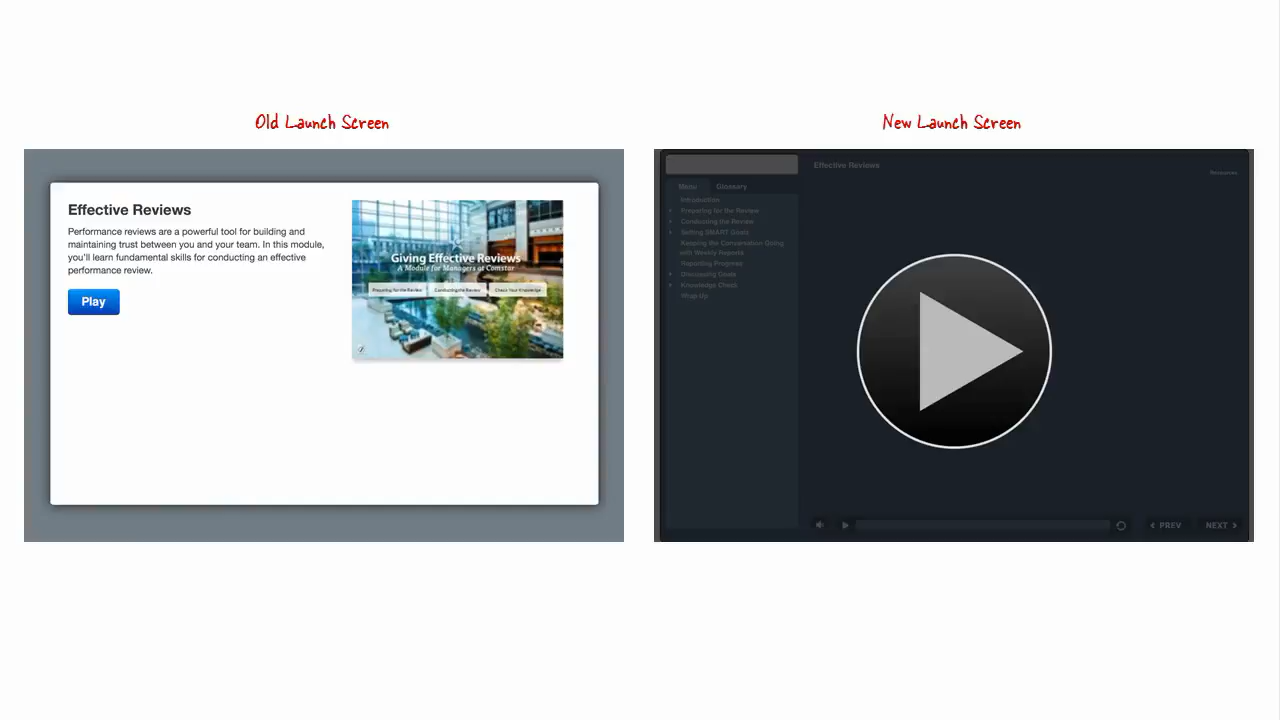 Old Launch Screen
New Launch Screen
Effective Reviews
Performance reviews are a powerful tool for building and
maintaining trust between you and your team. In this module,
you'll learn fundamental skills for conducting an effective
performance review.
Play
Giving Effective Reviews
A Module for Managers at Comstar
Preparing for the Review
Conducting the Review
Check Your Knowledge
Effective Reviews
Resources
Menu
Glossary
Introduction
Preparing for the Review
Conducting the Review
Setting SMART Goals
Keeping the Conversation Going
with Weekly Reports
Reporting Progress
Discussing Goals
Knowledge Check
Wrap Up
PREV
NEXT